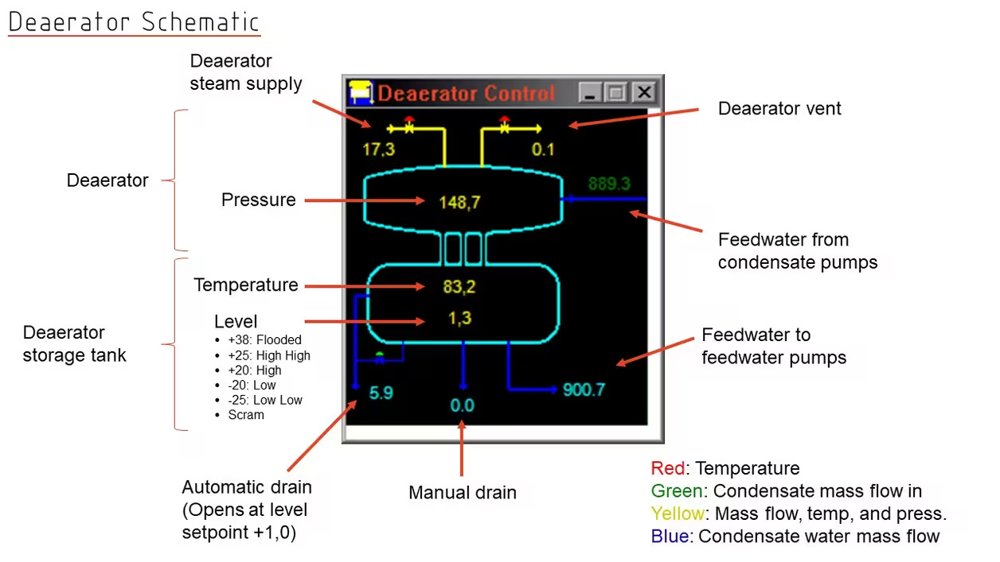 Deaerator Schematic
Deaerator
steam supply
Deaerator Control
Deaerator vent
17,3
0.1
Deaerator
889.3
Pressure
148,7
Feedwater from
condensate pumps
Temperature
83,2
Level
1,3
• +38: Flooded
• +25: High High
• +20: High
• -20: Low
• -25: Low Low
• Scram
Deaerator
storage tank
Feedwater to
feedwater pumps
5.9
0.0
900.7
Automatic drain
(Opens at level
setpoint +1,0)
Manual drain
Red: Temperature
Green: Condensate mass flow in
Yellow: Mass flow, temp, and press.
Blue: Condensate water mass flow